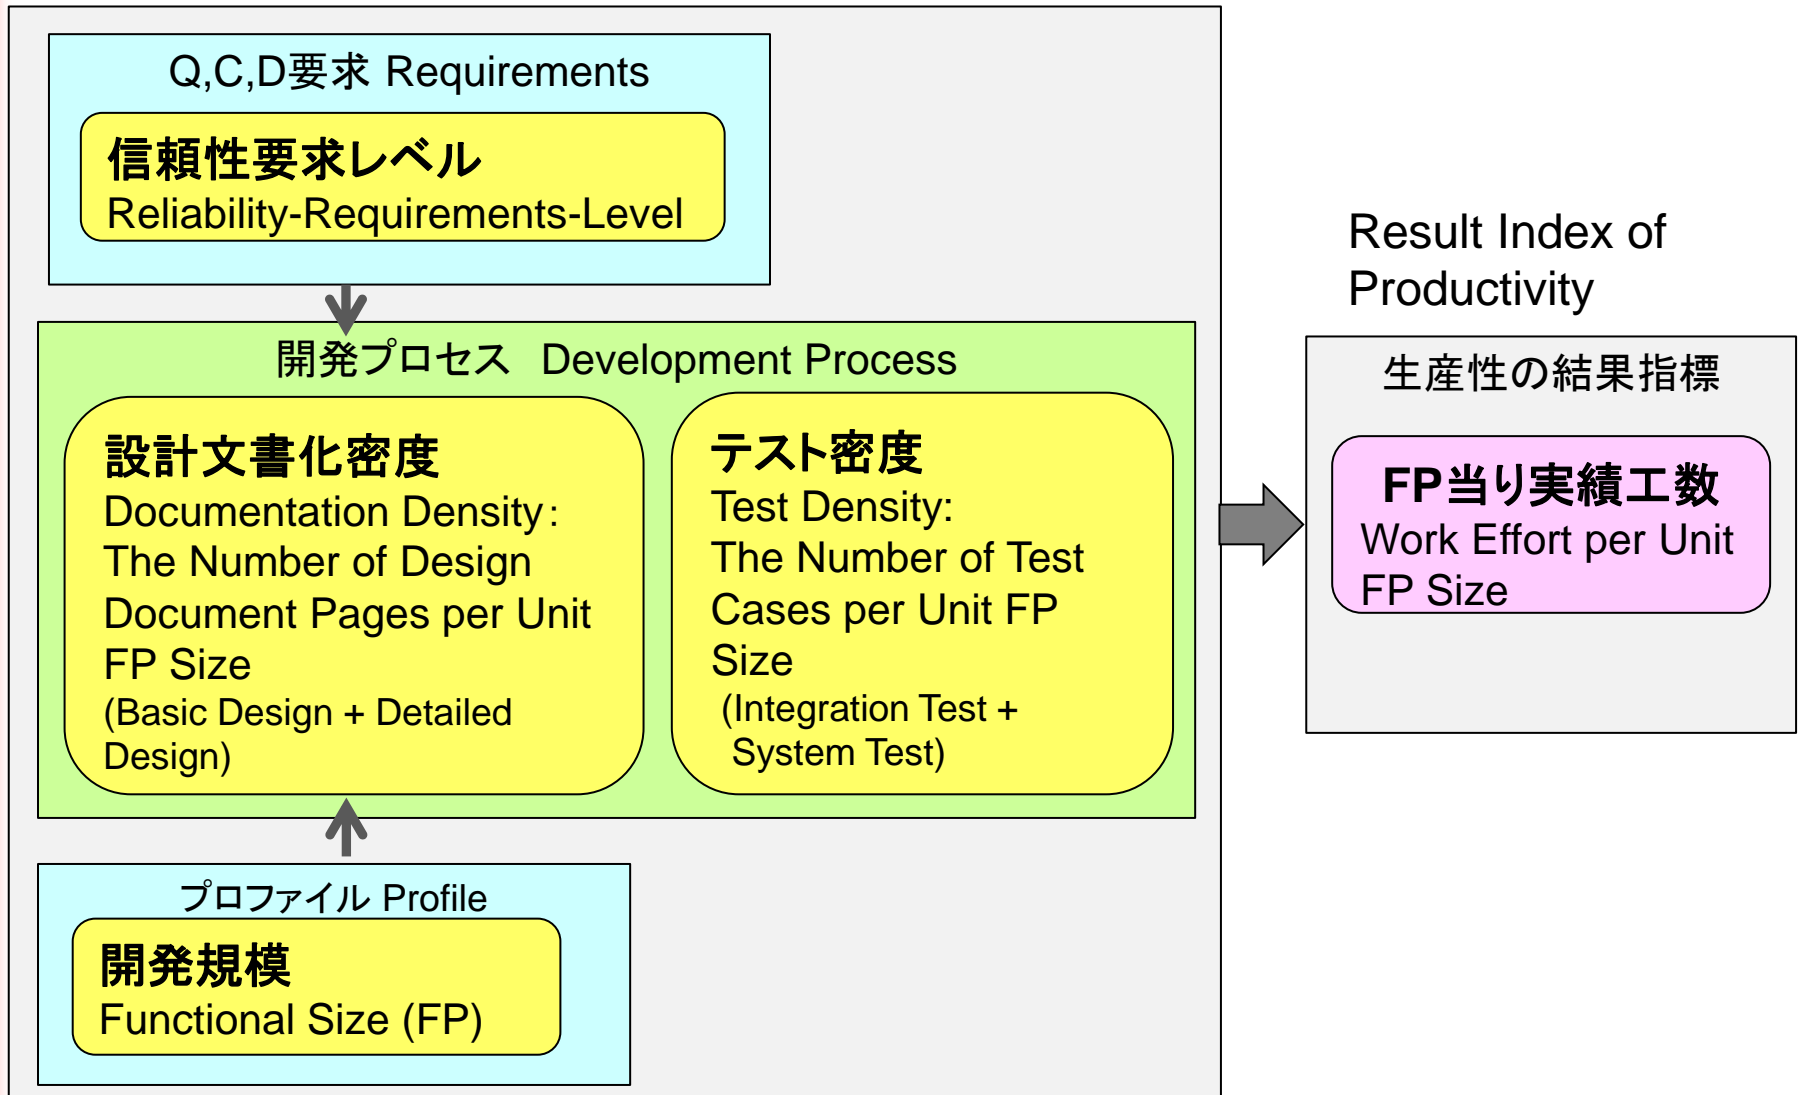 Q,C,D要求 Requirements
信頼性要求レベル
Reliability-Requirements-Level
開発プロセス Development Process
設計文書化密度
Documentation Density：
The Number of Design
Document Pages per Unit
FP Size
(Basic Design + Detailed
Design)
テスト密度
Test Density:
The Number of Test
Cases per Unit FP
Size
(Integration Test +
System Test)
プロファイル Profile
開発規模
Functional Size (FP)
Result Index of
Productivity
生産性の結果指標
FP当り実績工数
Work Effort per Unit
FP Size